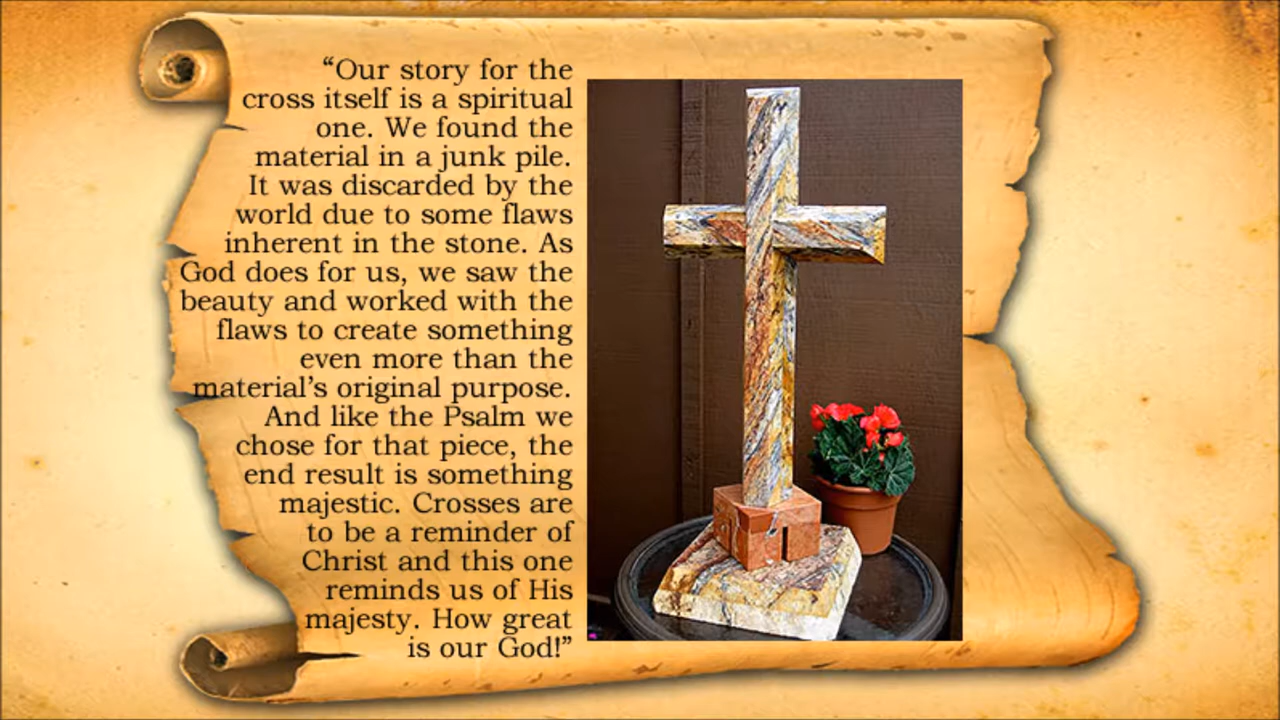 “Our story for the
cross itself is a spiritual
one. We found the
material in a junk pile.
It was discarded by the
world due to some flaws
inherent in the stone. As
God does for us, we saw the
beauty and worked with the
flaws to create something
even more than the
material’s original purpose.
And like the Psalm we
chose for that piece, the
end result is something
majestic. Crosses are
to be a reminder of
Christ and this one
reminds us of His
majesty. How great
is our God!”